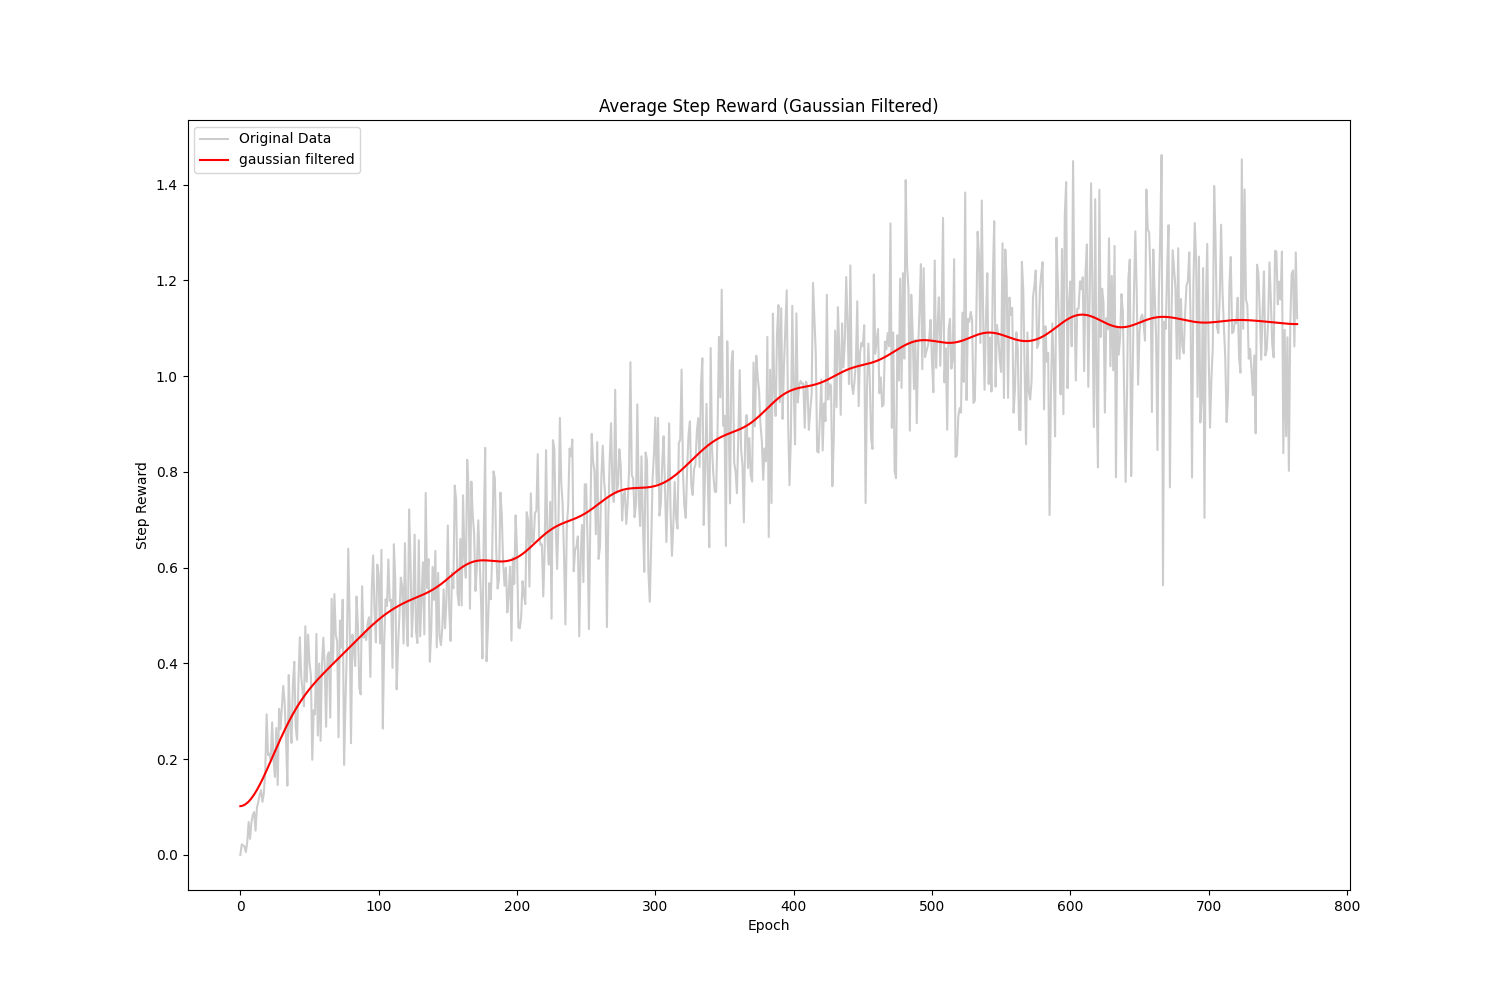 Average Step Reward (Gaussian Filtered)
Original Data
gaussian filtered
1.4
1.2
1.0
0.8
0.6
0.4
0.2
0.0
Step Reward
0 100 200 300 400 500 600 700 800
Epoch